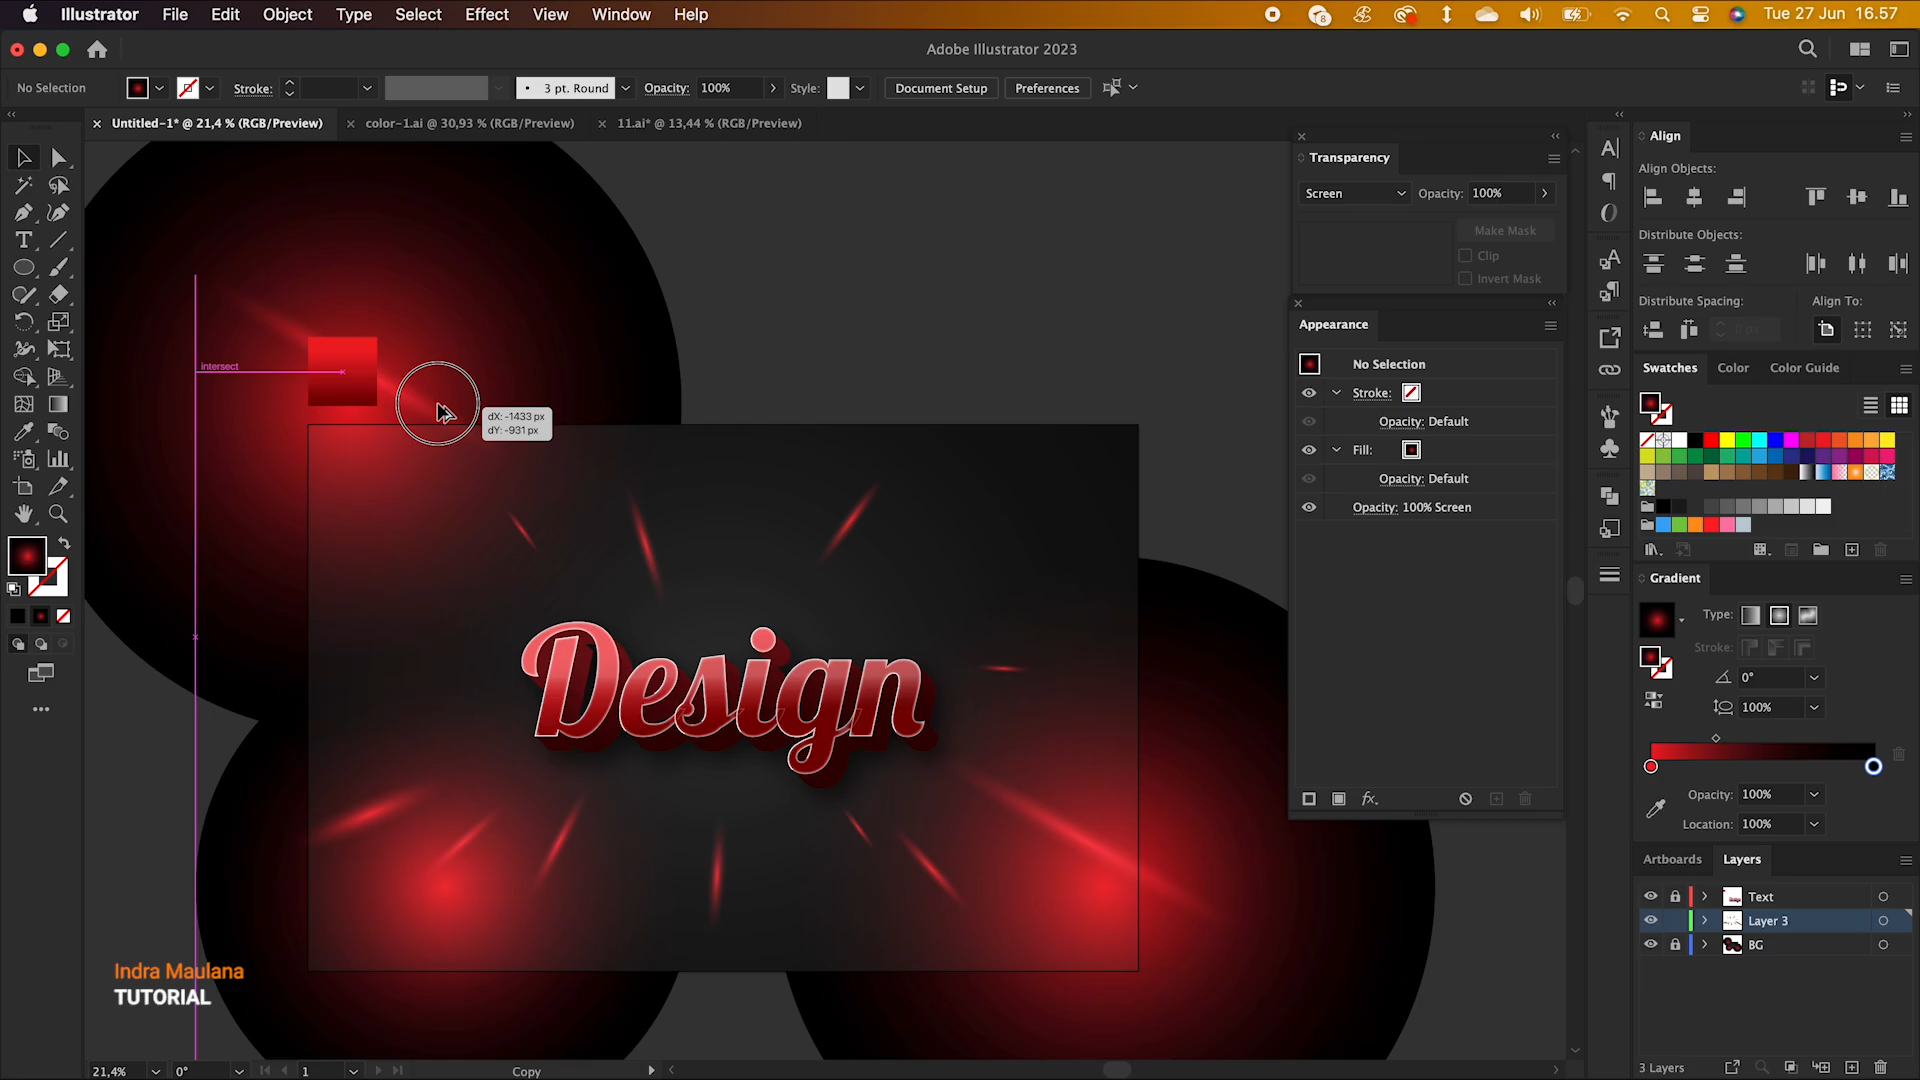 Illustrator File Edit Object Type Select Effect View Window Help
8
Tue 27 Jun 16.57
Adobe Illustrator 2023
No Selection
Stroke:
3 pt. Round
Opacity: 100%
Style:
Document Setup
Preferences
Untitled-1* @ 21,4 % (RGB/Preview)
color-1.ai @ 30,93 % (RGB/Preview)
11.ai* @ 13,44 % (RGB/Preview)
intersect
dX: -1433 px
dY: -931 px
Design
Indra Maulana
TUTORIAL
21,4%
0°
1
Copy
Transparency
Screen
Opacity: 100%
Make Mask
Clip
Invert Mask
Appearance
No Selection
Stroke:
Opacity: Default
Fill:
Opacity: Default
Opacity: 100% Screen
fx.
Align
Align Objects:
Distribute Objects:
Distribute Spacing:
Align To:
0 px
Swatches
Color
Color Guide
Gradient
Type:
Stroke:
0°
100%
Opacity: 100%
Location: 100%
Artboards
Layers
Text
Layer 3
BG
3 Layers